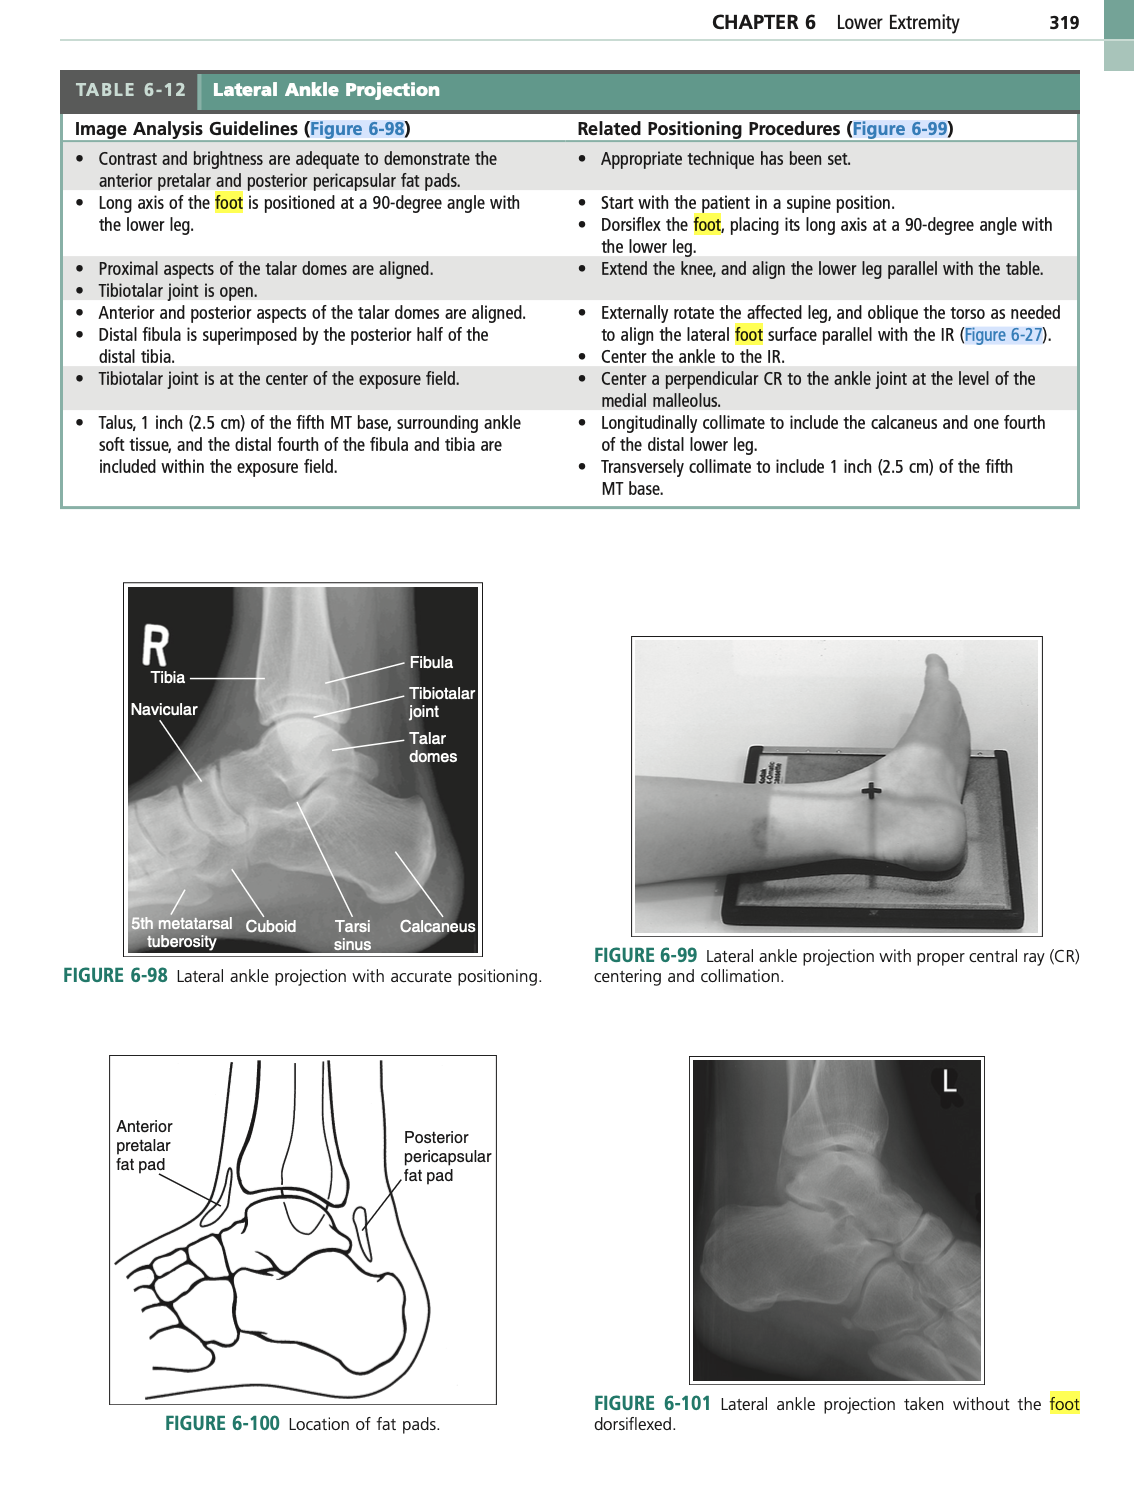 CHAPTER 6 Lower Extremity 319
TABLE 6-12 Lateral Ankle Projection
Image Analysis Guidelines (Figure 6-98)
• Contrast and brightness are adequate to demonstrate the
anterior pretalar and posterior pericapsular fat pads.
• Long axis of the foot is positioned at a 90-degree angle with
the lower leg.
• Proximal aspects of the talar domes are aligned.
• Tibiotalar joint is open.
• Anterior and posterior aspects of the talar domes are aligned.
• Distal fibula is superimposed by the posterior half of the
distal tibia.
• Tibiotalar joint is at the center of the exposure field.
• Talus, 1 inch (2.5 cm) of the fifth MT base, surrounding ankle
soft tissue, and the distal fourth of the fibula and tibia are
included within the exposure field.
Related Positioning Procedures (Figure 6-99)
• Appropriate technique has been set.
• Start with the patient in a supine position.
• Dorsiflex the foot, placing its long axis at a 90-degree angle with
the lower leg.
• Extend the knee, and align the lower leg parallel with the table.
• Externally rotate the affected leg, and oblique the torso as needed
to align the lateral foot surface parallel with the IR (Figure 6-27).
• Center the ankle to the IR.
• Center a perpendicular CR to the ankle joint at the level of the
medial malleolus.
• Longitudinally collimate to include the calcaneus and one fourth
of the distal lower leg.
• Transversely collimate to include 1 inch (2.5 cm) of the fifth
MT base.
R
Tibia
Navicular
Fibula
Tibiotalar
joint
Talar
domes
5th metatarsal
tuberosity
Cuboid
Tarsi
sinus
Calcaneus
FIGURE 6-98 Lateral ankle projection with accurate positioning.
FIGURE 6-99 Lateral ankle projection with proper central ray (CR)
centering and collimation.
Anterior
pretalar
fat pad
Posterior
pericapsular
fat pad
FIGURE 6-100 Location of fat pads.
L
FIGURE 6-101 Lateral ankle projection taken without the foot
dorsiflexed.